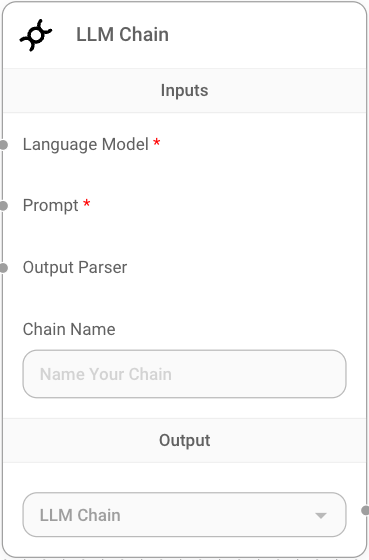 LLM Chain
Inputs
Language Model *
Prompt *
Output Parser
Chain Name
Name Your Chain
Output
LLM Chain